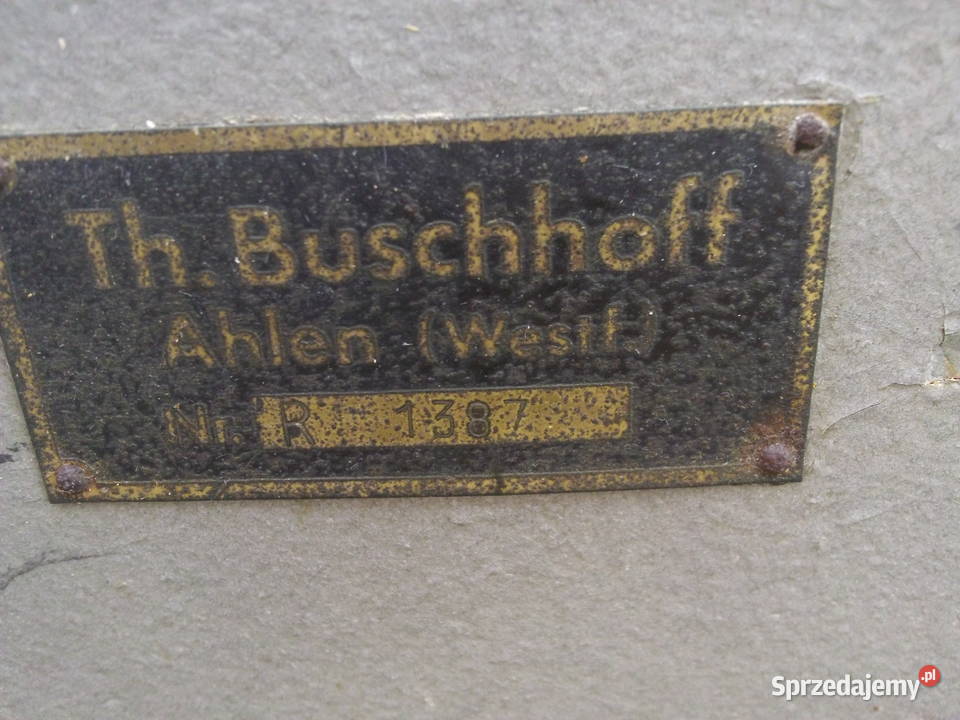 Th. Buschhoff
Ahlen (Westf.)
Nr. R 1387
Sprzedajemy.pl